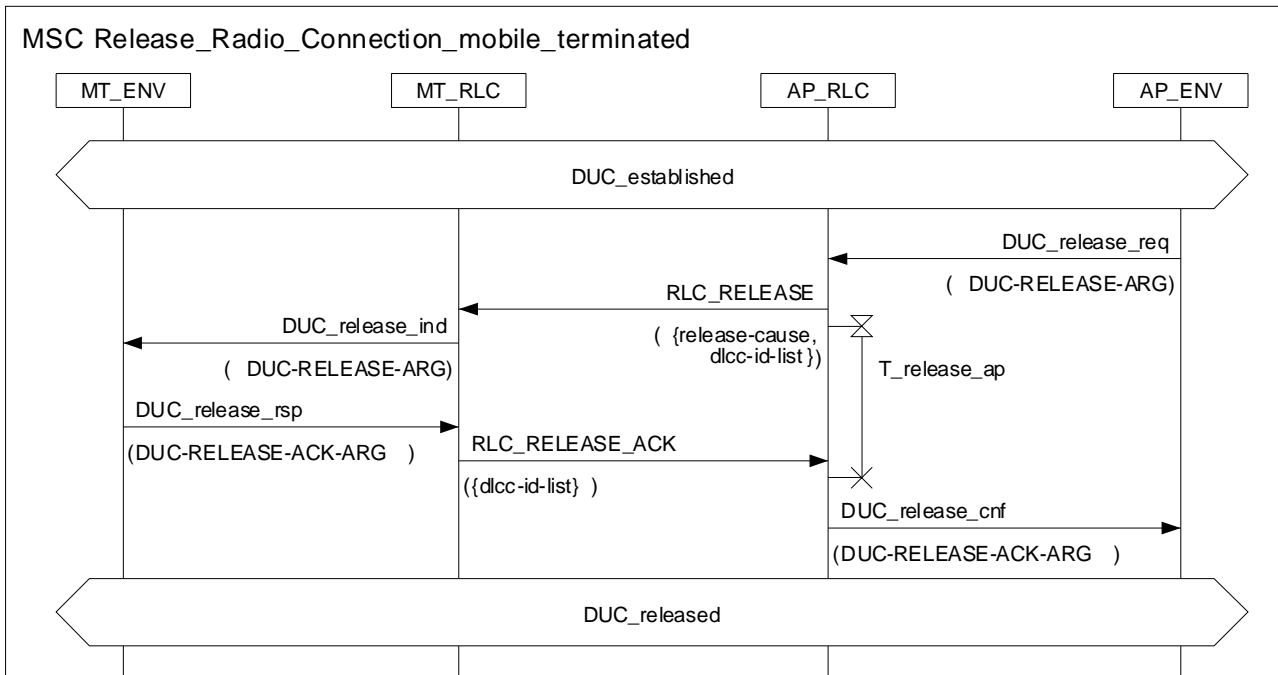 MSC Release_Radio_Connection_mobile_terminated
MT_ENV MT_RLC AP_RLC AP_ENV
DUC_established
DUC_release_req
( DUC-RELEASE-ARG)
RLC_RELEASE
( {release-cause,
dlcc-id-list})
DUC_release_ind
( DUC-RELEASE-ARG)
T_release_ap
DUC_release_rsp
(DUC-RELEASE-ACK-ARG )
RLC_RELEASE_ACK
({dlcc-id-list} )
DUC_release_cnf
(DUC-RELEASE-ACK-ARG )
DUC_released